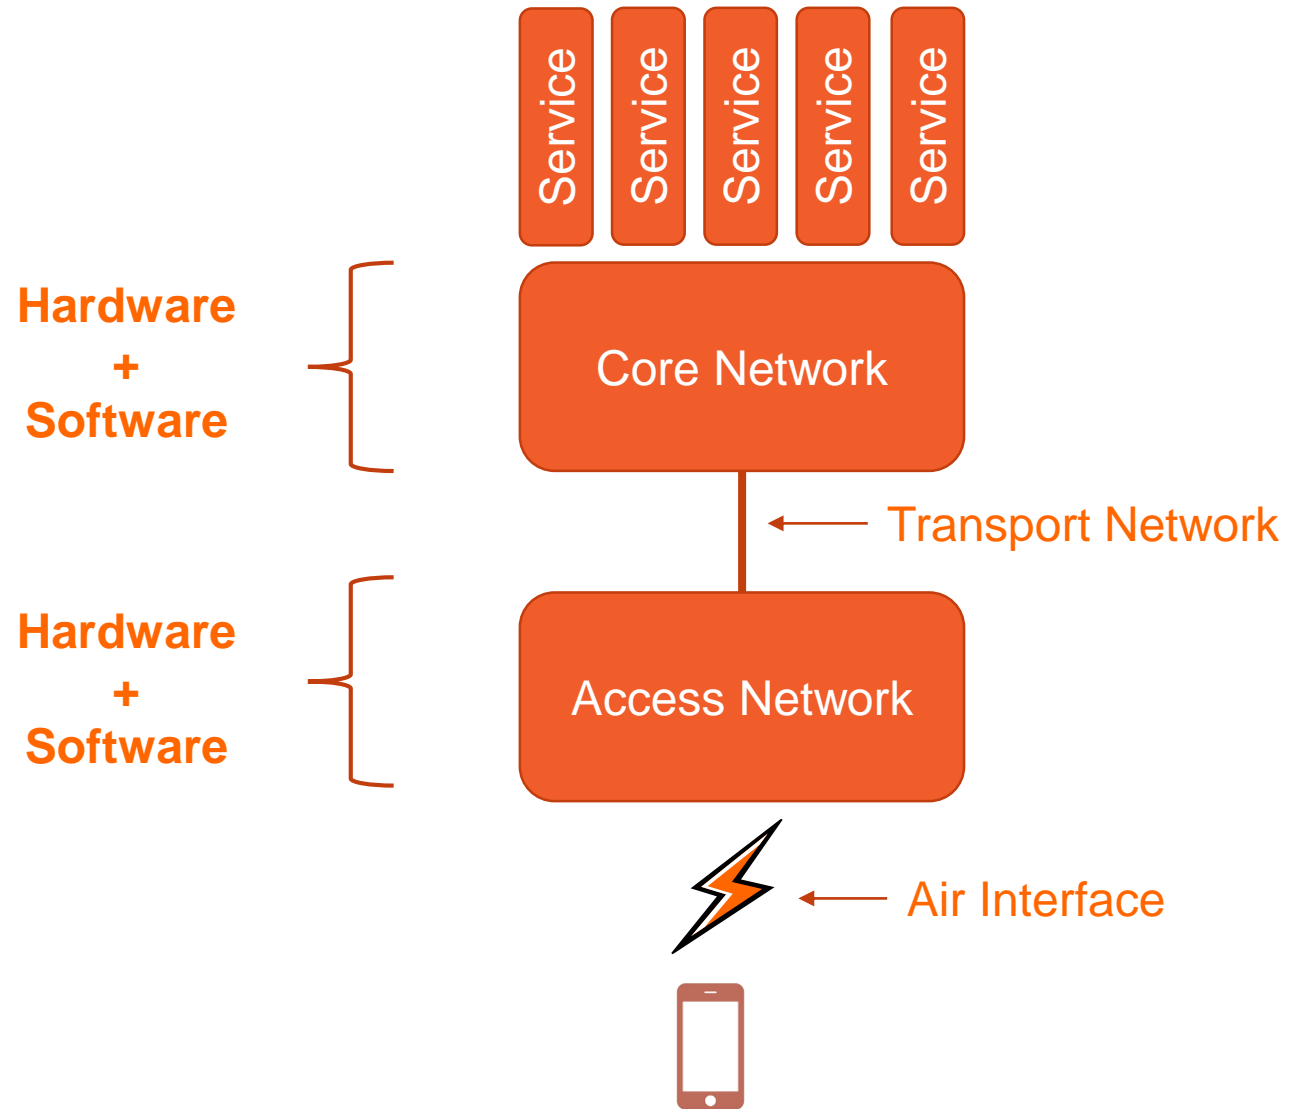 Service
Service
Service
Service
Service
Hardware
+
Software
Core Network
Transport Network
Hardware
+
Software
Access Network
Air Interface